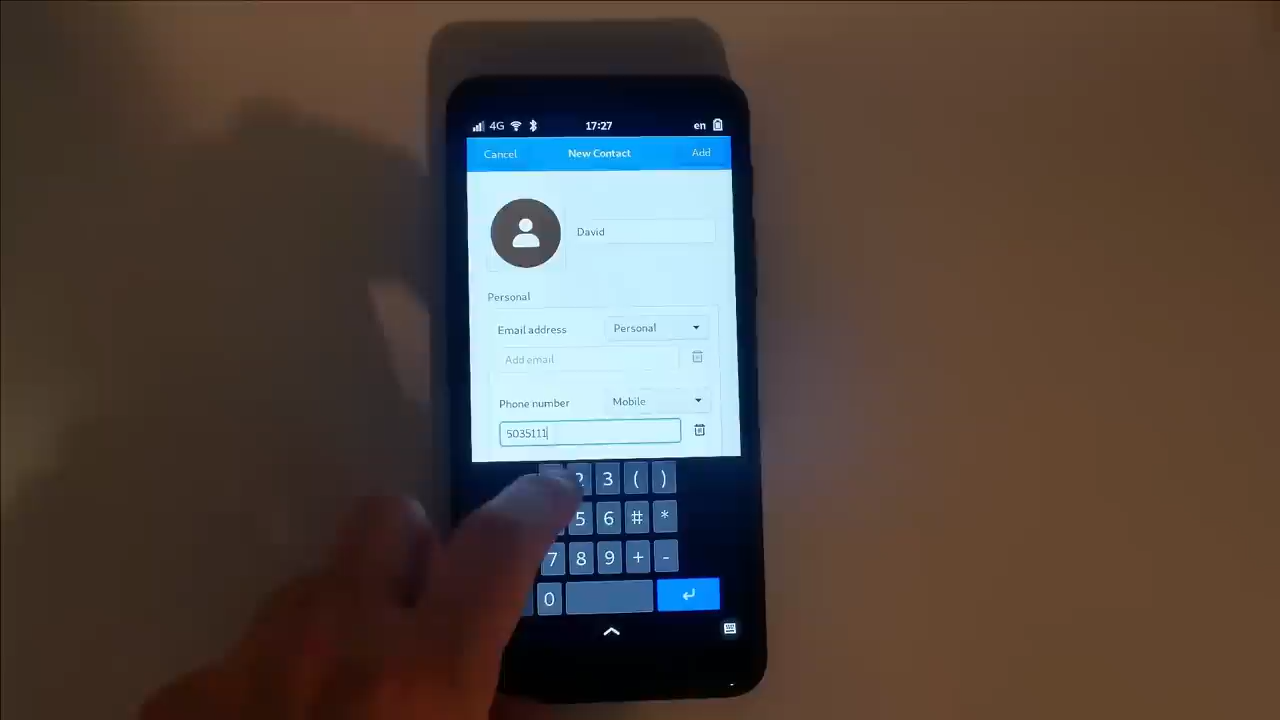 4G 17:27 en
Cancel New Contact Add
David
Personal
Email address Personal
Add email
Phone number Mobile
5035111
2 3 ( )
5 6 # *
7 8 9 + -
0